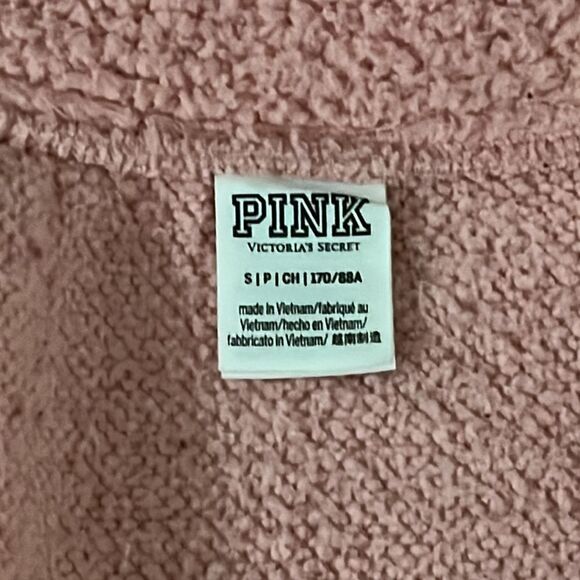 PINK
VICTORIA'S SECRET
S | P | CH | 170/88A
made in Vietnam/fabriqué au
Vietnam/hecho en Vietnam/
fabbricato in Vietnam/ 越南制造